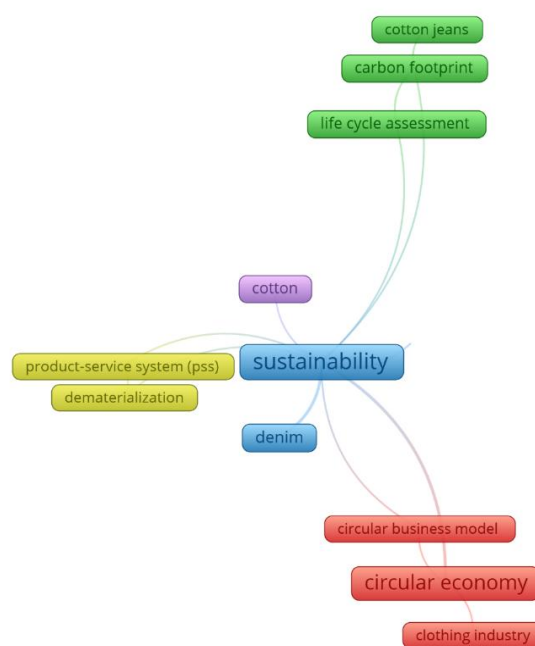 cotton jeans
carbon footprint
life cycle assessment
cotton
sustainability
product-service system (pss)
dematerialization
denim
circular business model
circular economy
clothing industry